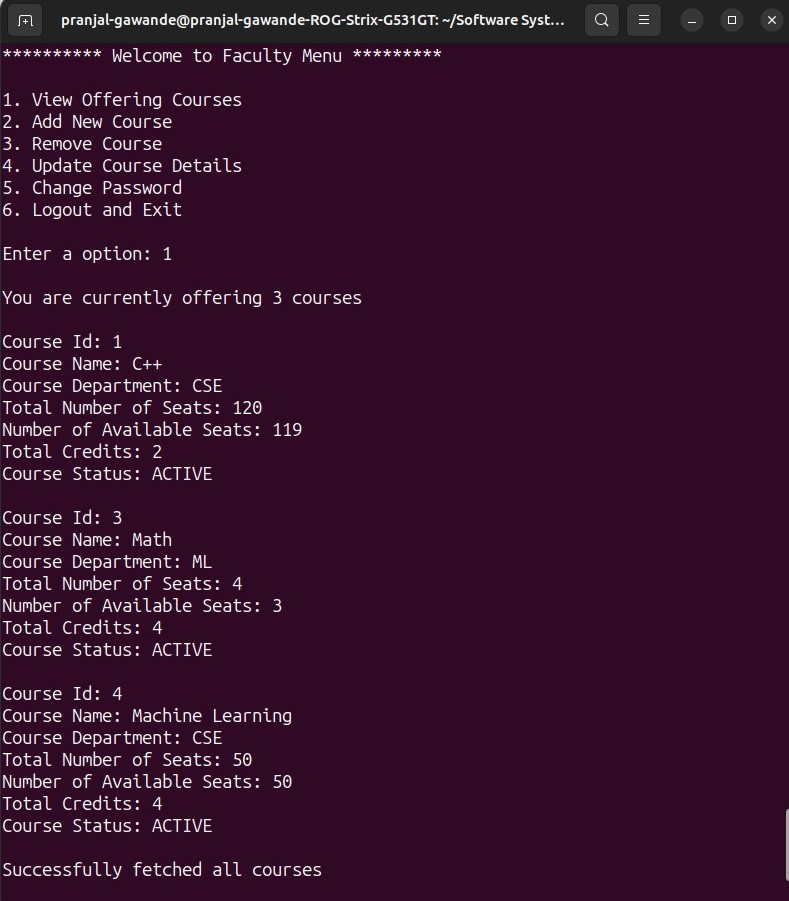 pranjal-gawande@pranjal-gawande-ROG-Strix-G531GT: ~/Software Syst...
********** Welcome to Faculty Menu *********
1. View Offering Courses
2. Add New Course
3. Remove Course
4. Update Course Details
5. Change Password
6. Logout and Exit
Enter a option: 1
You are currently offering 3 courses
Course Id: 1
Course Name: C++
Course Department: CSE
Total Number of Seats: 120
Number of Available Seats: 119
Total Credits: 2
Course Status: ACTIVE
Course Id: 3
Course Name: Math
Course Department: ML
Total Number of Seats: 4
Number of Available Seats: 3
Total Credits: 4
Course Status: ACTIVE
Course Id: 4
Course Name: Machine Learning
Course Department: CSE
Total Number of Seats: 50
Number of Available Seats: 50
Total Credits: 4
Course Status: ACTIVE
Successfully fetched all courses